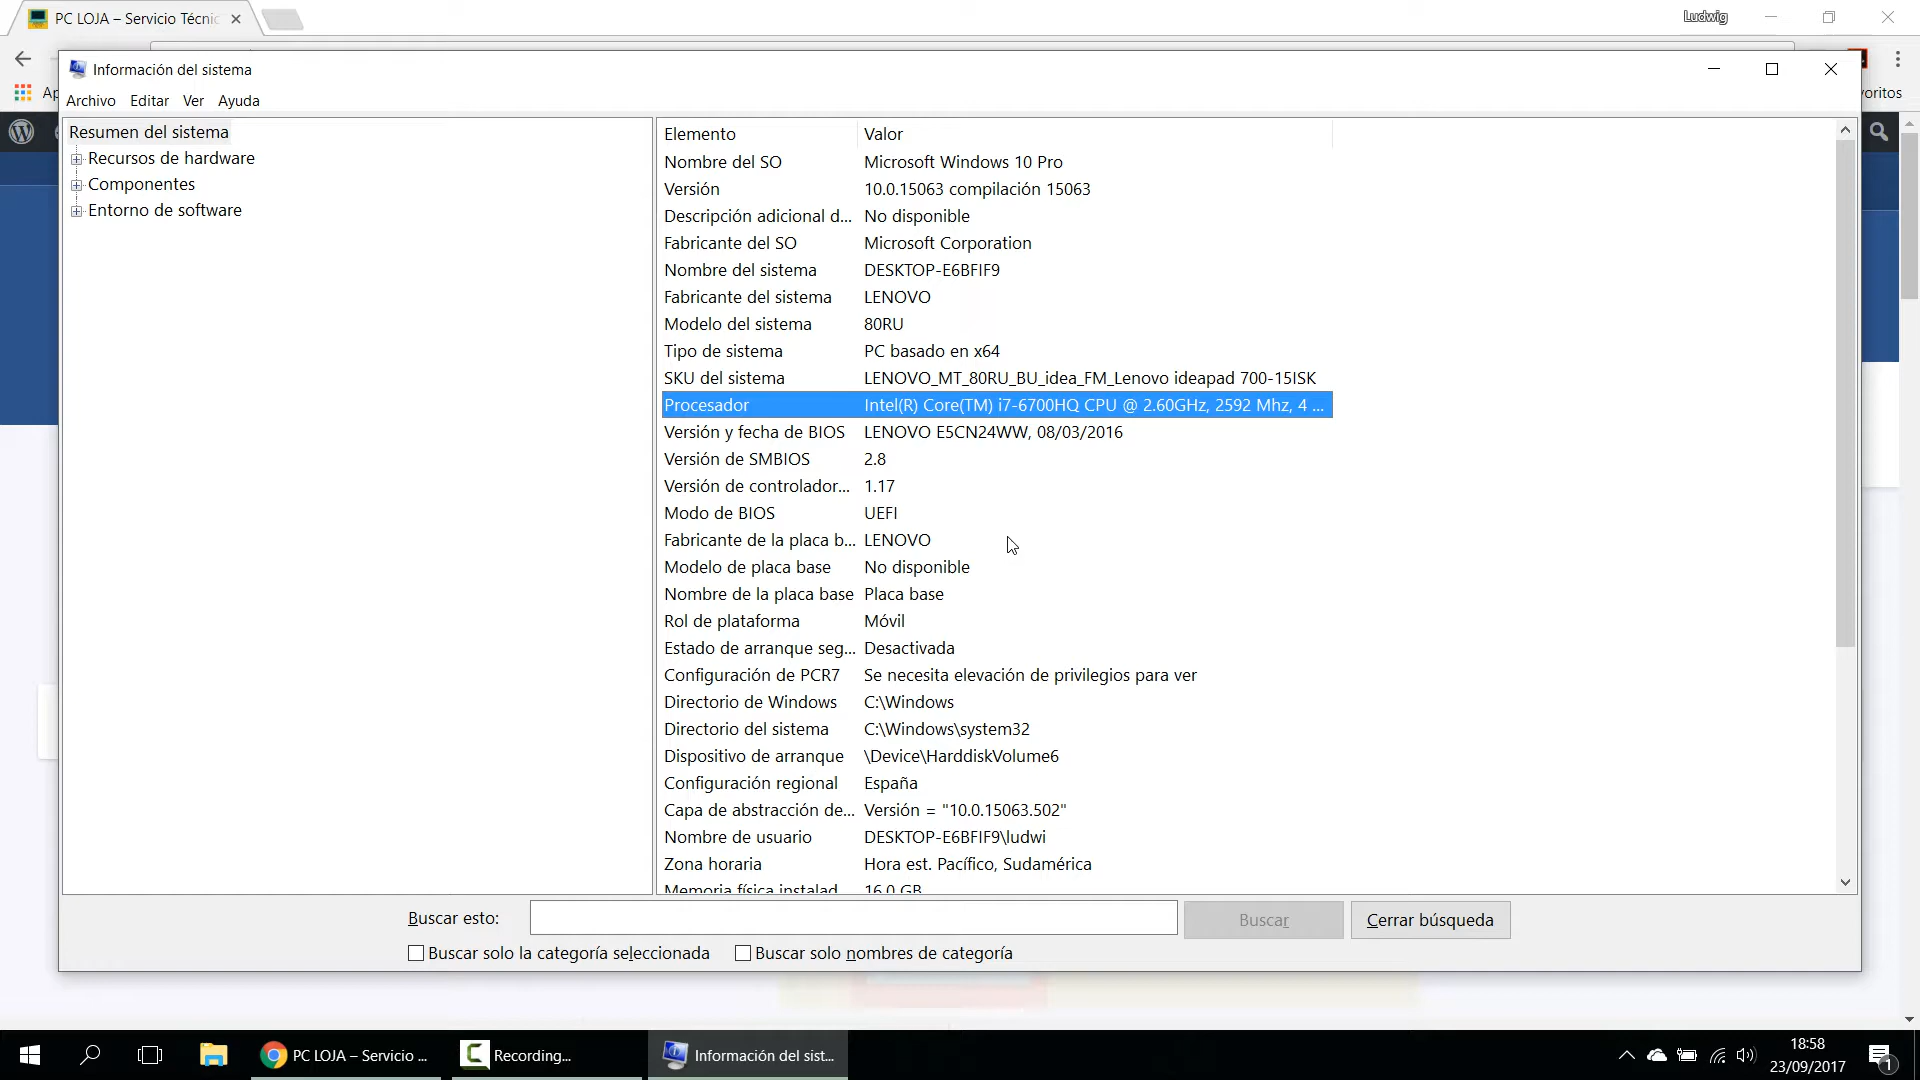 PC LOJA – Servicio Técnic
Ludwig
Ap
voritos
Información del sistema
Archivo Editar Ver Ayuda
Resumen del sistema
Recursos de hardware
Componentes
Entorno de software
Elemento Valor
Nombre del SO Microsoft Windows 10 Pro
Versión 10.0.15063 compilación 15063
Descripción adicional d... No disponible
Fabricante del SO Microsoft Corporation
Nombre del sistema DESKTOP-E6BFIF9
Fabricante del sistema LENOVO
Modelo del sistema 80RU
Tipo de sistema PC basado en x64
SKU del sistema LENOVO_MT_80RU_BU_idea_FM_Lenovo ideapad 700-15ISK
Procesador Intel(R) Core(TM) i7-6700HQ CPU @ 2.60GHz, 2592 Mhz, 4 ...
Versión y fecha de BIOS LENOVO E5CN24WW, 08/03/2016
Versión de SMBIOS 2.8
Versión de controlador... 1.17
Modo de BIOS UEFI
Fabricante de la placa b... LENOVO
Modelo de placa base No disponible
Nombre de la placa base Placa base
Rol de plataforma Móvil
Estado de arranque seg... Desactivada
Configuración de PCR7 Se necesita elevación de privilegios para ver
Directorio de Windows C:\Windows
Directorio del sistema C:\Windows\system32
Dispositivo de arranque \Device\HarddiskVolume6
Configuración regional España
Capa de abstracción de... Versión = "10.0.15063.502"
Nombre de usuario DESKTOP-E6BFIF9\ludwi
Zona horaria Hora est. Pacífico, Sudamérica
Memoria física instalad... 16,0 GB
Buscar esto: Buscar Cerrar búsqueda
Buscar solo la categoría seleccionada Buscar solo nombres de categoría
PC LOJA – Servicio ... Recording... Información del sist...
18:58
23/09/2017
1